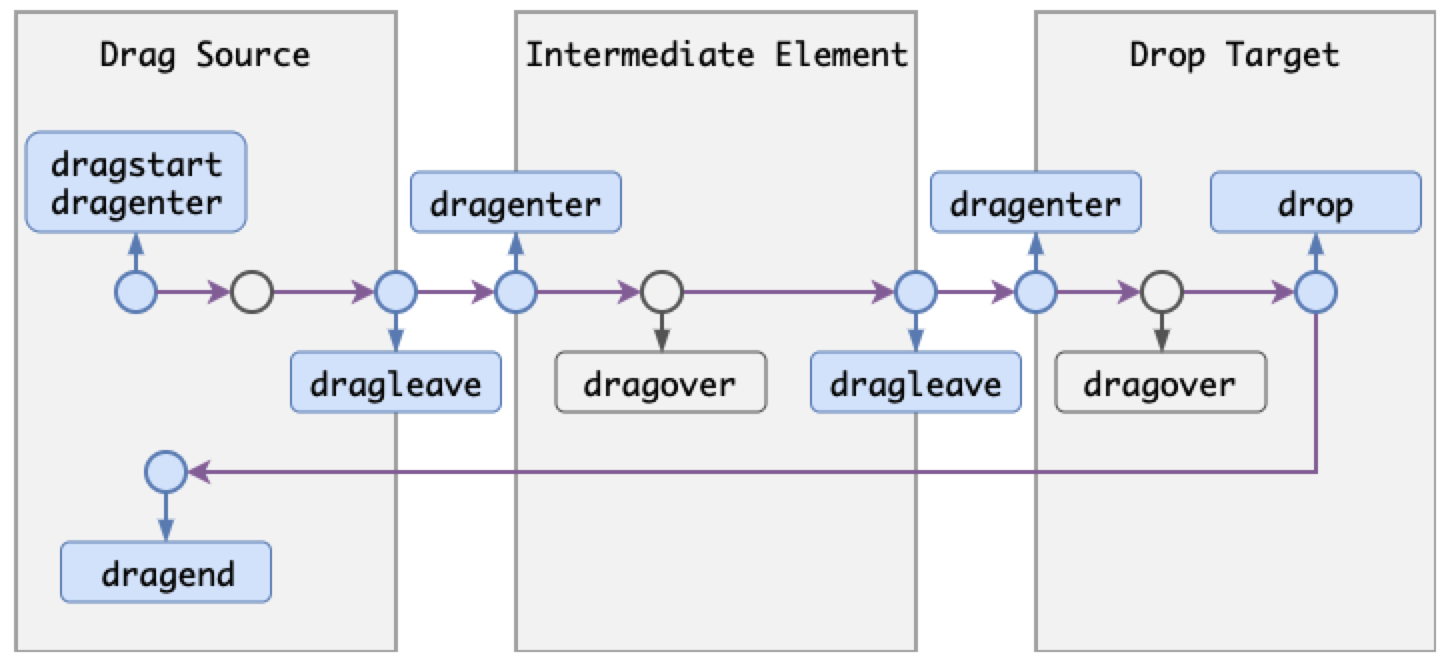 Drag Source
Intermediate Element
Drop Target
dragstart
dragenter
dragenter
dragenter
drop
dragleave
dragover
dragleave
dragover
dragend